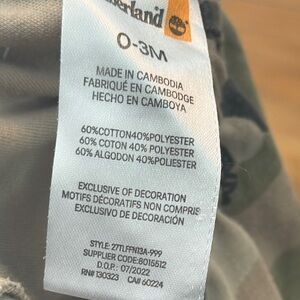 erland
0-3M
MADE IN CAMBODIA
FABRIQUÉ EN CAMBODGE
HECHO EN CAMBOYA
60%COTTON40%POLYESTER
60% COTON 40% POLYESTER
60% ALGODON 40%POLIESTER
EXCLUSIVE OF DECORATION
MOTIFS DÉCORATIFS NON COMPRIS
EXCLUSIVO DE DECORACIÓN
STYLE: 27TLFFN13A-999
SUPPLIER CODE:8015512
D.O.P.: 07/2022
RN# 130323 CA# 60224